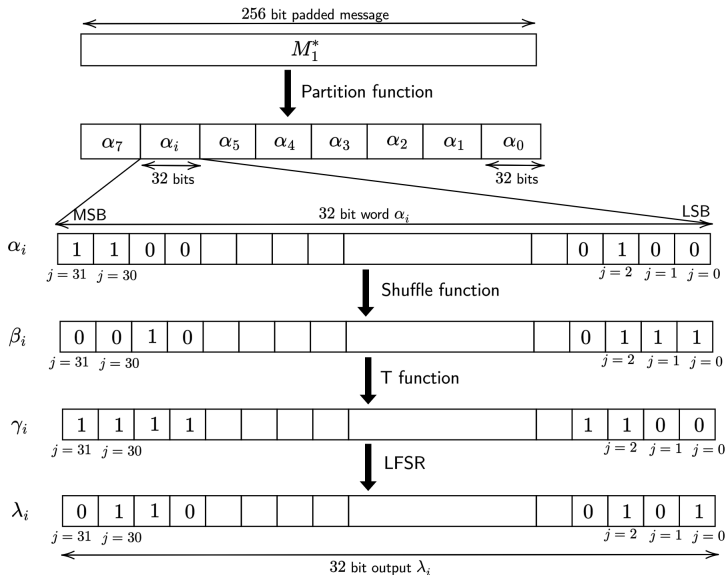 256 bit padded message
M₁*
Partition function
α₇ αᵢ α₅ α₄ α₃ α₂ α₁ α₀
32 bits 32 bits
MSB 32 bit word αᵢ LSB
αᵢ 1 1 0 0 0 1 0 0
j = 31 j = 30 j = 2 j = 1 j = 0
Shuffle function
βᵢ 0 0 1 0 0 1 1 1
j = 31 j = 30 j = 2 j = 1 j = 0
T function
γᵢ 1 1 1 1 1 1 0 0
j = 31 j = 30 j = 2 j = 1 j = 0
LFSR
λᵢ 0 1 1 0 0 1 0 1
j = 31 j = 30 j = 2 j = 1 j = 0
32 bit output λᵢ